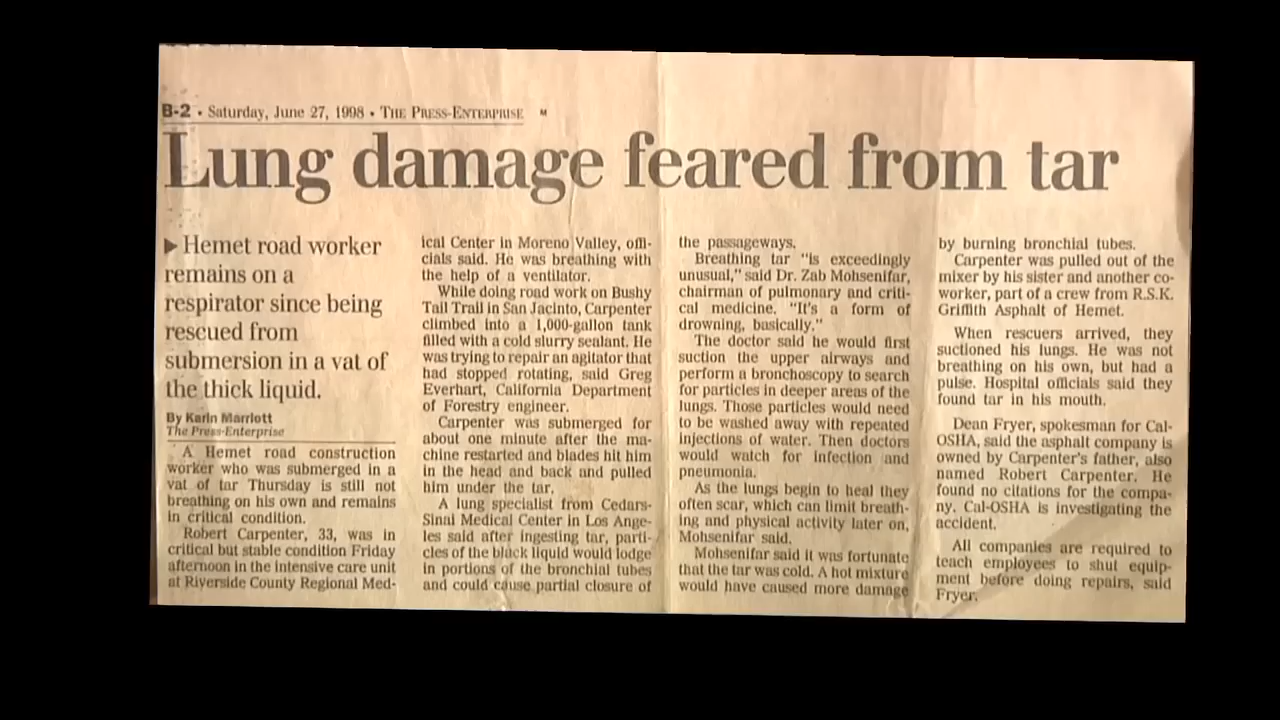 B-2 • Saturday, June 27, 1998 • THE PRESS-ENTERPRISE M
Lung damage feared from tar
▶ Hemet road worker
remains on a
respirator since being
rescued from
submersion in a vat of
the thick liquid.
By Karin Marriott
The Press-Enterprise
A Hemet road construction
worker who was submerged in a
vat of tar Thursday is still not
breathing on his own and remains
in critical condition.
Robert Carpenter, 33, was in
critical but stable condition Friday
afternoon in the intensive care unit
at Riverside County Regional Med-
ical Center in Moreno Valley, offi-
cials said. He was breathing with
the help of a ventilator.
While doing road work on Bushy
Tail Trail in San Jacinto, Carpenter
climbed into a 1,000-gallon tank
filled with a cold slurry sealant. He
was trying to repair an agitator that
had stopped rotating, said Greg
Everhart, California Department
of Forestry engineer.
Carpenter was submerged for
about one minute after the ma-
chine restarted and blades hit him
in the head and back and pulled
him under the tar.
A lung specialist from Cedars-
Sinai Medical Center in Los Ange-
les said after ingesting tar, parti-
cles of the black liquid would lodge
in portions of the bronchial tubes
and could cause partial closure of
the passageways.
Breathing tar "is exceedingly
unusual," said Dr. Zab Mohsenifar,
chairman of pulmonary and criti-
cal medicine. "It's a form of
drowning, basically."
The doctor said he would first
suction the upper airways and
perform a bronchoscopy to search
for particles in deeper areas of the
lungs. Those particles would need
to be washed away with repeated
injections of water. Then doctors
would watch for infection and
pneumonia.
As the lungs begin to heal they
often scar, which can limit breath-
ing and physical activity later on,
Mohsenifar said.
Mohsenifar said it was fortunate
that the tar was cold. A hot mixture
would have caused more damage
by burning bronchial tubes.
Carpenter was pulled out of the
mixer by his sister and another co-
worker, part of a crew from R.S.K.
Griffith Asphalt of Hemet.
When rescuers arrived, they
suctioned his lungs. He was not
breathing on his own, but had a
pulse. Hospital officials said they
found tar in his mouth.
Dean Fryer, spokesman for Cal-
OSHA, said the asphalt company is
owned by Carpenter's father, also
named Robert Carpenter. He
found no citations for the compa-
ny. Cal-OSHA is investigating the
accident.
All companies are required to
teach employees to shut equip-
ment before doing repairs, said
Fryer.